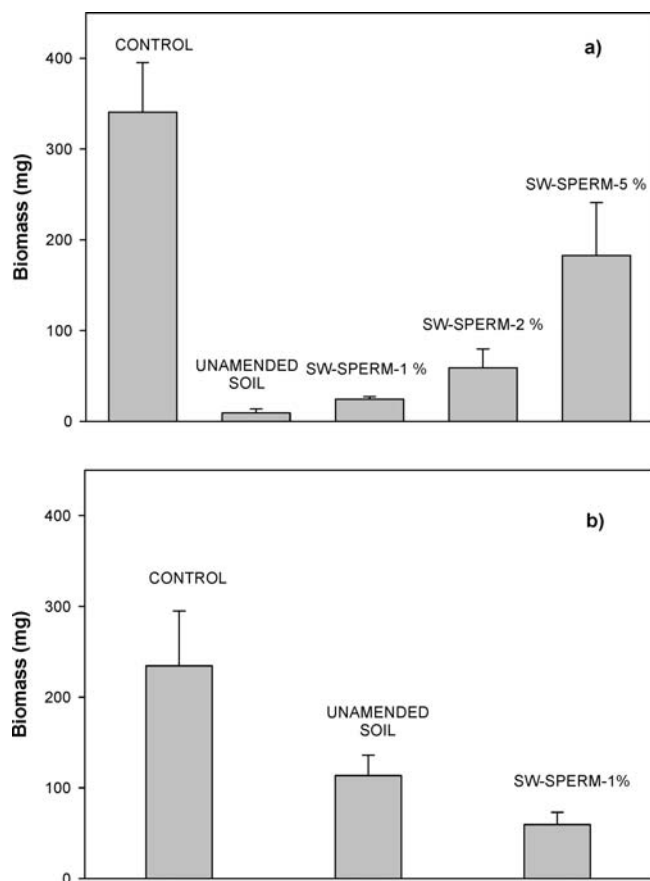 a)
CONTROL
400
SW-SPERM-5 %
300
Biomass (mg)
200
SW-SPERM-2 %
100
UNAMENDED
SOIL
SW-SPERM-1 %
0
b)
400
CONTROL
300
Biomass (mg)
UNAMENDED
SOIL
200
SW-SPERM-1%
100
0